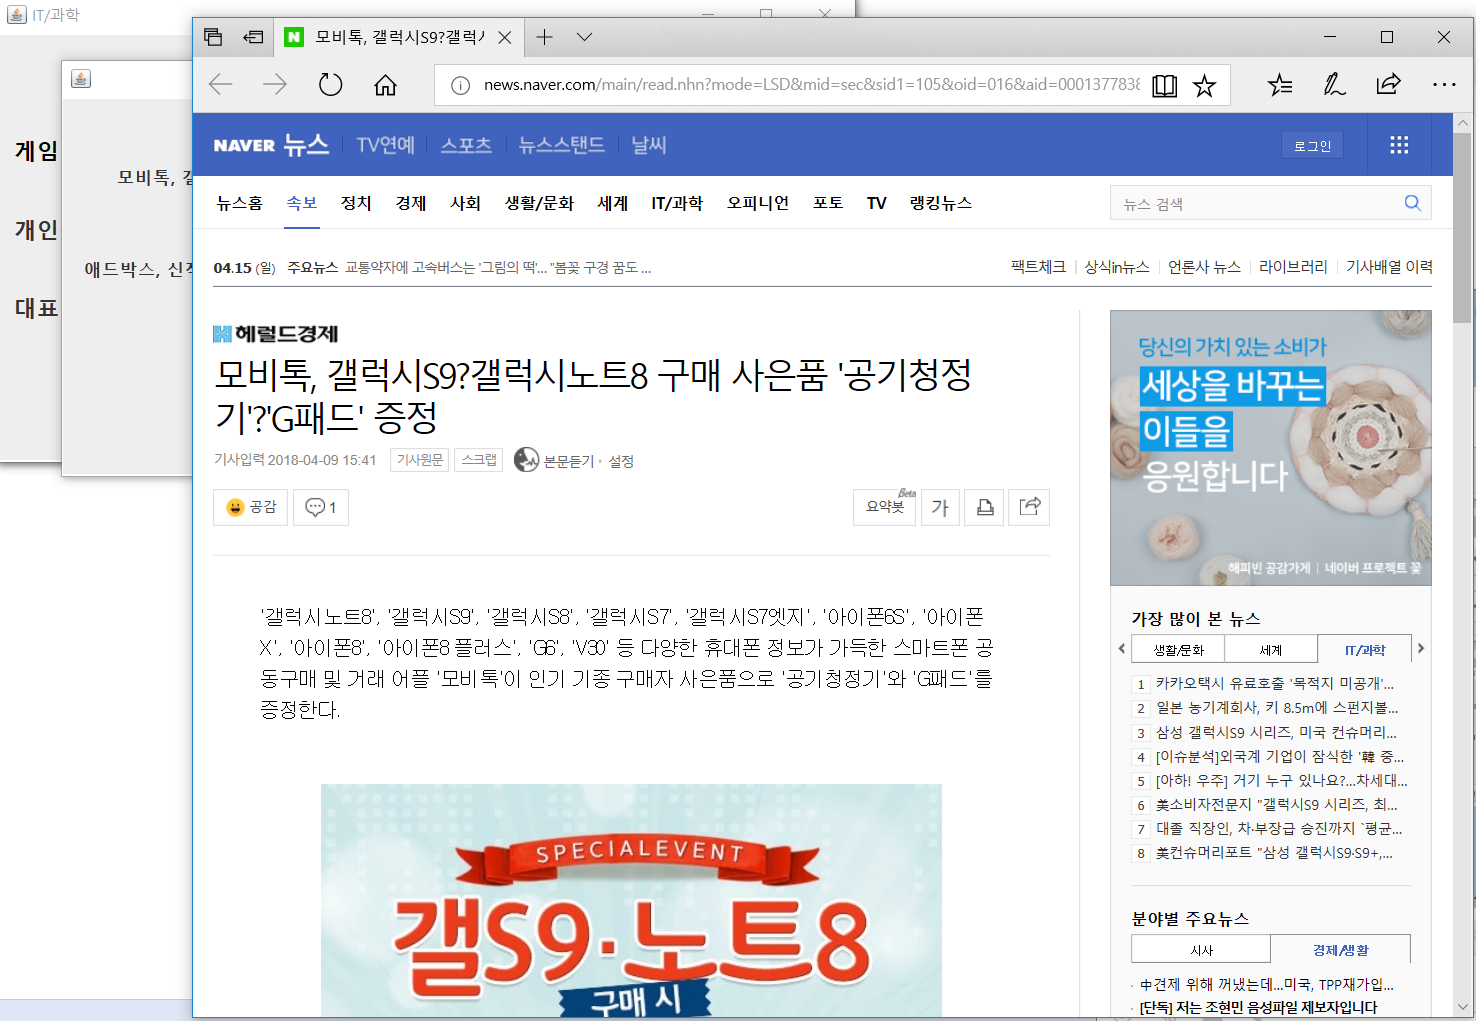 IT/과학
게임
개인
대표
모비톡, 갤
애드박스, 신작
모비톡, 갤럭시S9?갤럭시
news.naver.com/main/read.nhn?mode=LSD&mid=sec&sid1=105&oid=016&aid=0001377838
NAVER 뉴스 TV연예 스포츠 뉴스스탠드 날씨 로그인
뉴스홈 속보 정치 경제 사회 생활/문화 세계 IT/과학 오피니언 포토 TV 랭킹뉴스 뉴스 검색
04.15 (일) 주요뉴스 교통약자에 고속버스는 '그림의 떡'... "봄꽃 구경 꿈도 ...
팩트체크 상식in뉴스 언론사 뉴스 라이브러리 기사배열 이력
헤럴드경제
모비톡, 갤럭시S9?갤럭시노트8 구매 사은품 '공기청정
기'?'G패드' 증정
기사입력 2018-04-09 15:41 기사원문 스크랩 본문듣기 · 설정
공감 1 요약봇 Beta 가
'갤럭시노트8', '갤럭시S9', '갤럭시S8', '갤럭시S7', '갤럭시S7엣지', '아이폰6S', '아이폰
X', '아이폰8', '아이폰8 플러스', 'G6', 'V30' 등 다양한 휴대폰 정보가 가득한 스마트폰 공
동구매 및 거래 어플 '모비톡'이 인기 기종 구매자 사은품으로 '공기청정기'와 'G패드'를
증정한다.
SPECIALEVENT
갤S9·노트8
구매 시
당신의 가치 있는 소비가
세상을 바꾸는
이들을
응원합니다
해피빈 공감가게 | 네이버 프로젝트 꽃
가장 많이 본 뉴스
생활/문화 세계 IT/과학
1 카카오택시 유료호출 '목적지 미공개'...
2 일본 농기계회사, 키 8.5m에 스펀지볼...
3 삼성 갤럭시S9 시리즈, 미국 컨슈머리...
4 [이슈분석]외국계 기업이 잠식한 '韓 중...
5 [아하! 우주] 거기 누구 있나요?...차세대...
6 美소비자전문지 "갤럭시S9 시리즈, 최...
7 대졸 직장인, 차·부장급 승진까지 `평균...
8 美컨슈머리포트 "삼성 갤럭시S9·S9+,...
분야별 주요뉴스
시사 경제/생활
· 中견제 위해 꺼냈는데...미국, TPP재가입...
· [단독] 저는 조현민 음성파일 제보자입니다